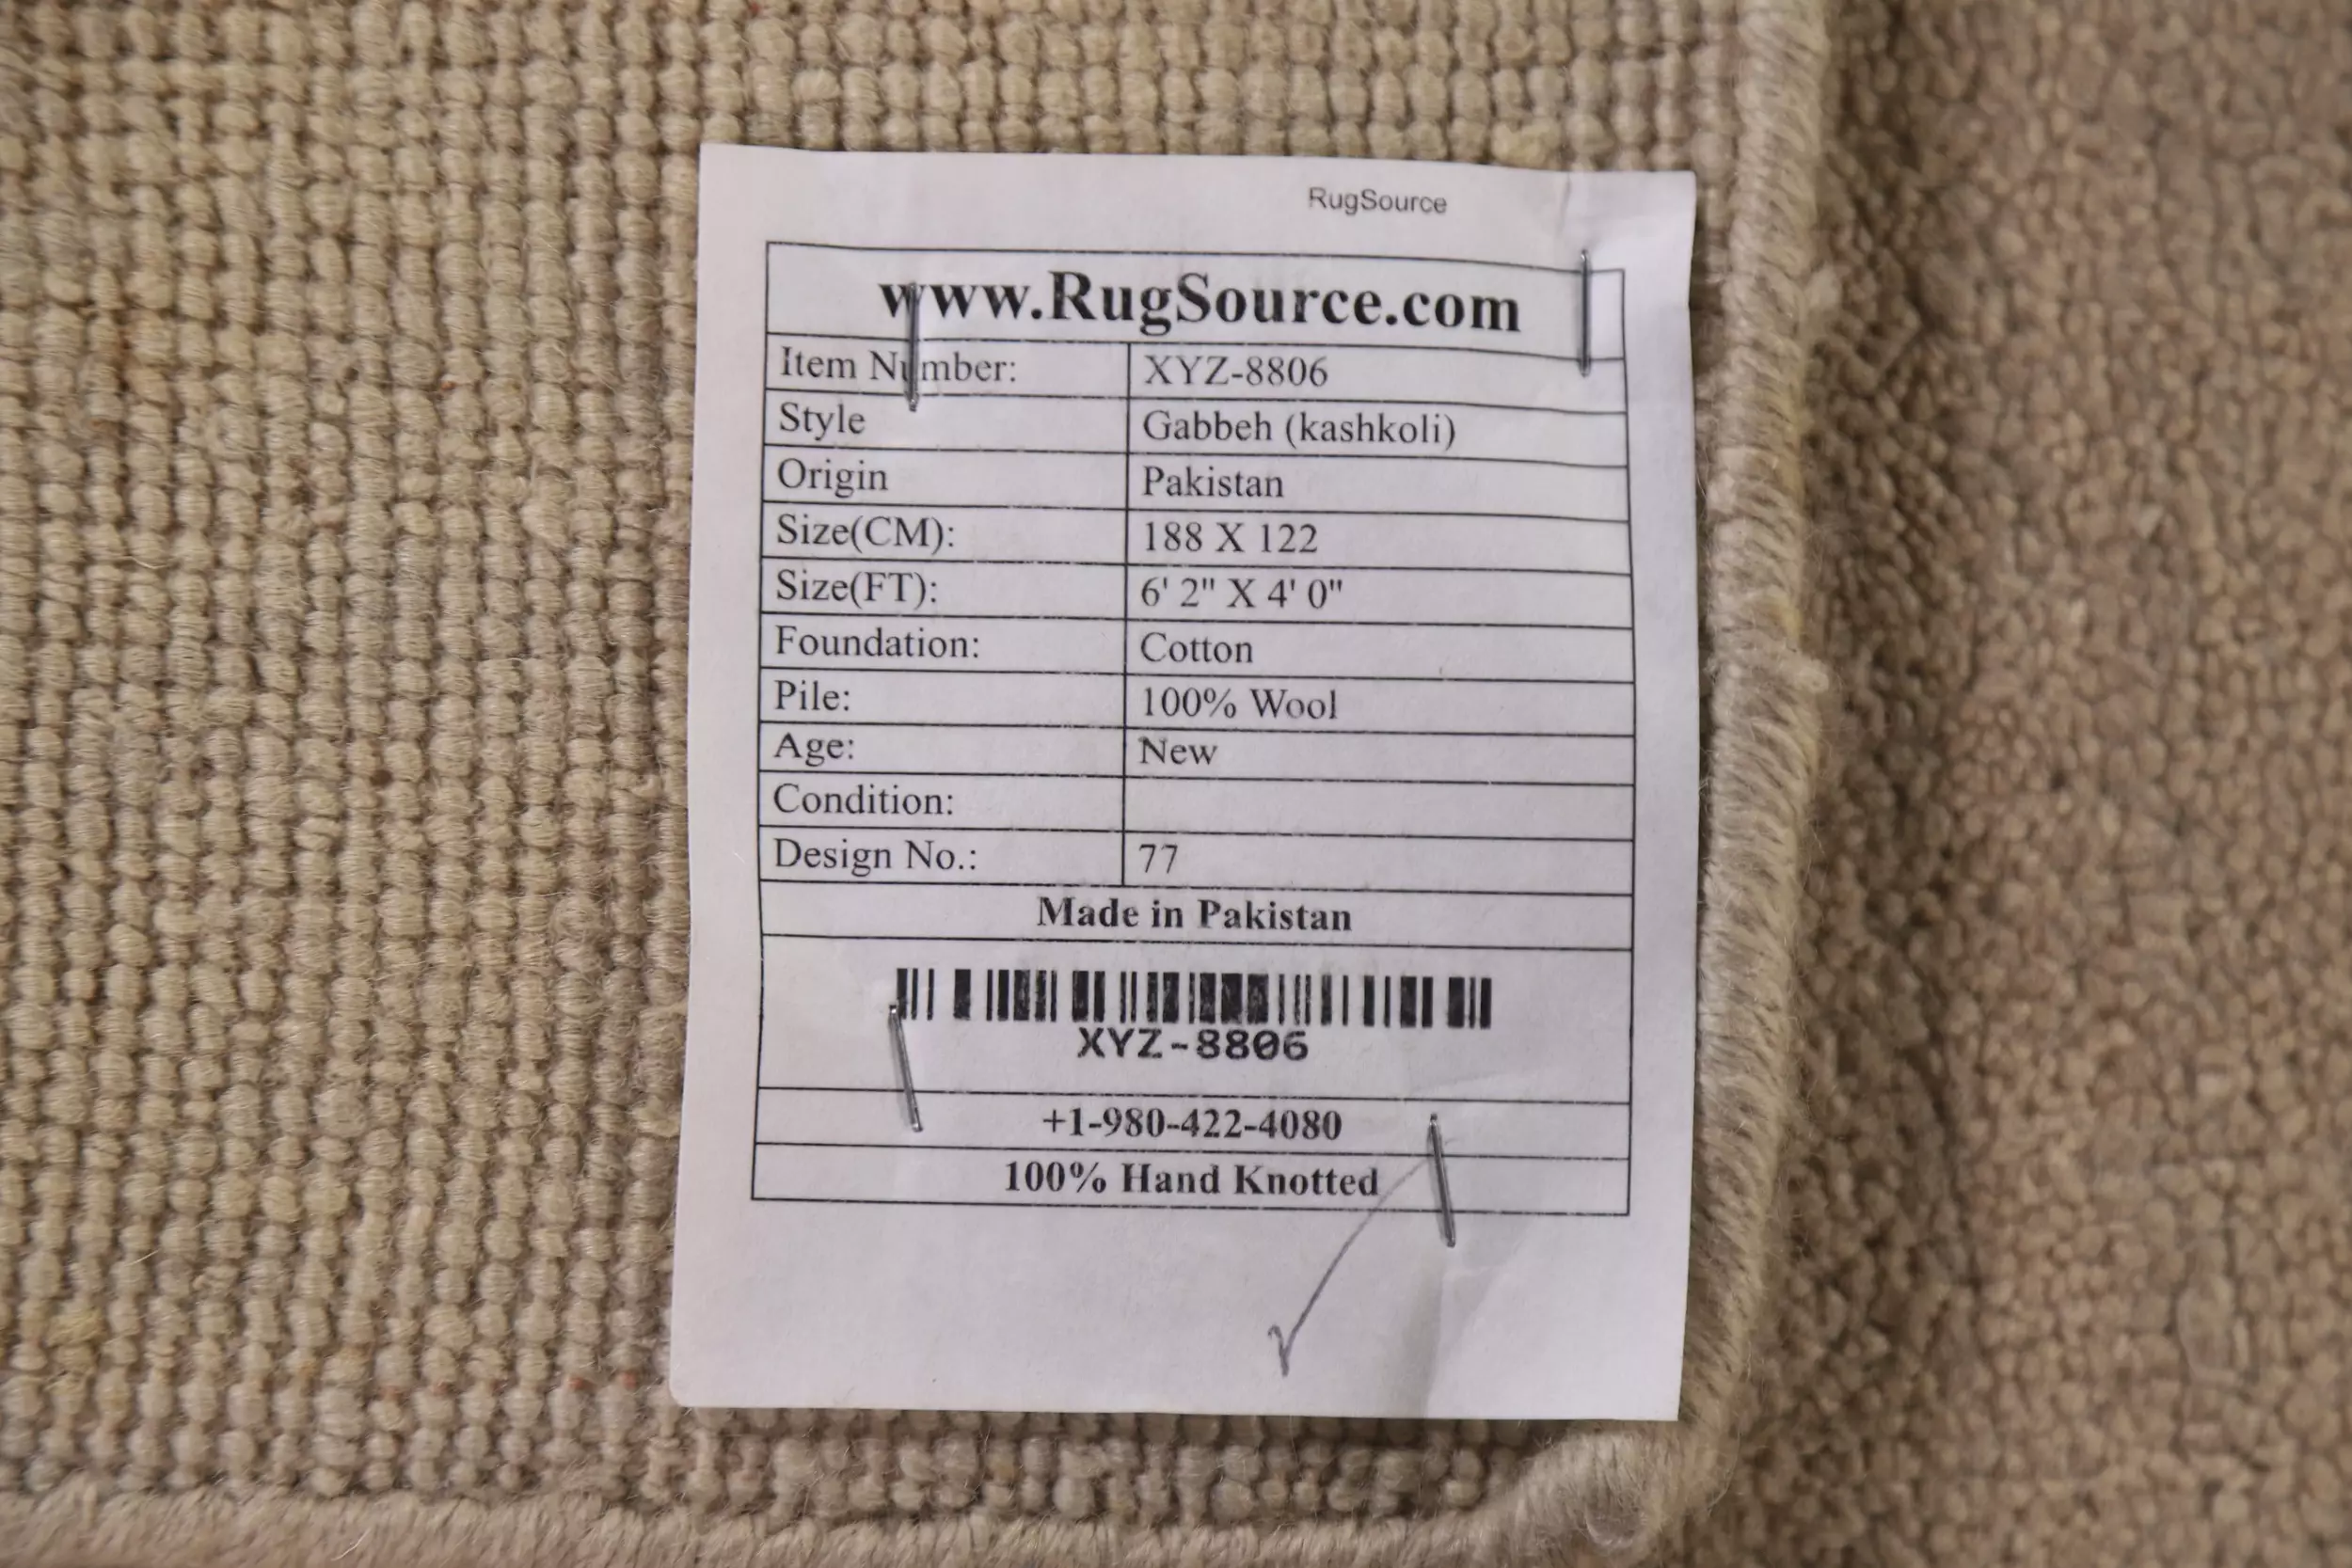 RugSource
www.RugSource.com
Item Number: XYZ-8806
Style Gabbeh (kashkoli)
Origin Pakistan
Size(CM): 188 X 122
Size(FT): 6' 2" X 4' 0"
Foundation: Cotton
Pile: 100% Wool
Age: New
Condition:
Design No.: 77
Made in Pakistan
XYZ-8806
+1-980-422-4080
100% Hand Knotted